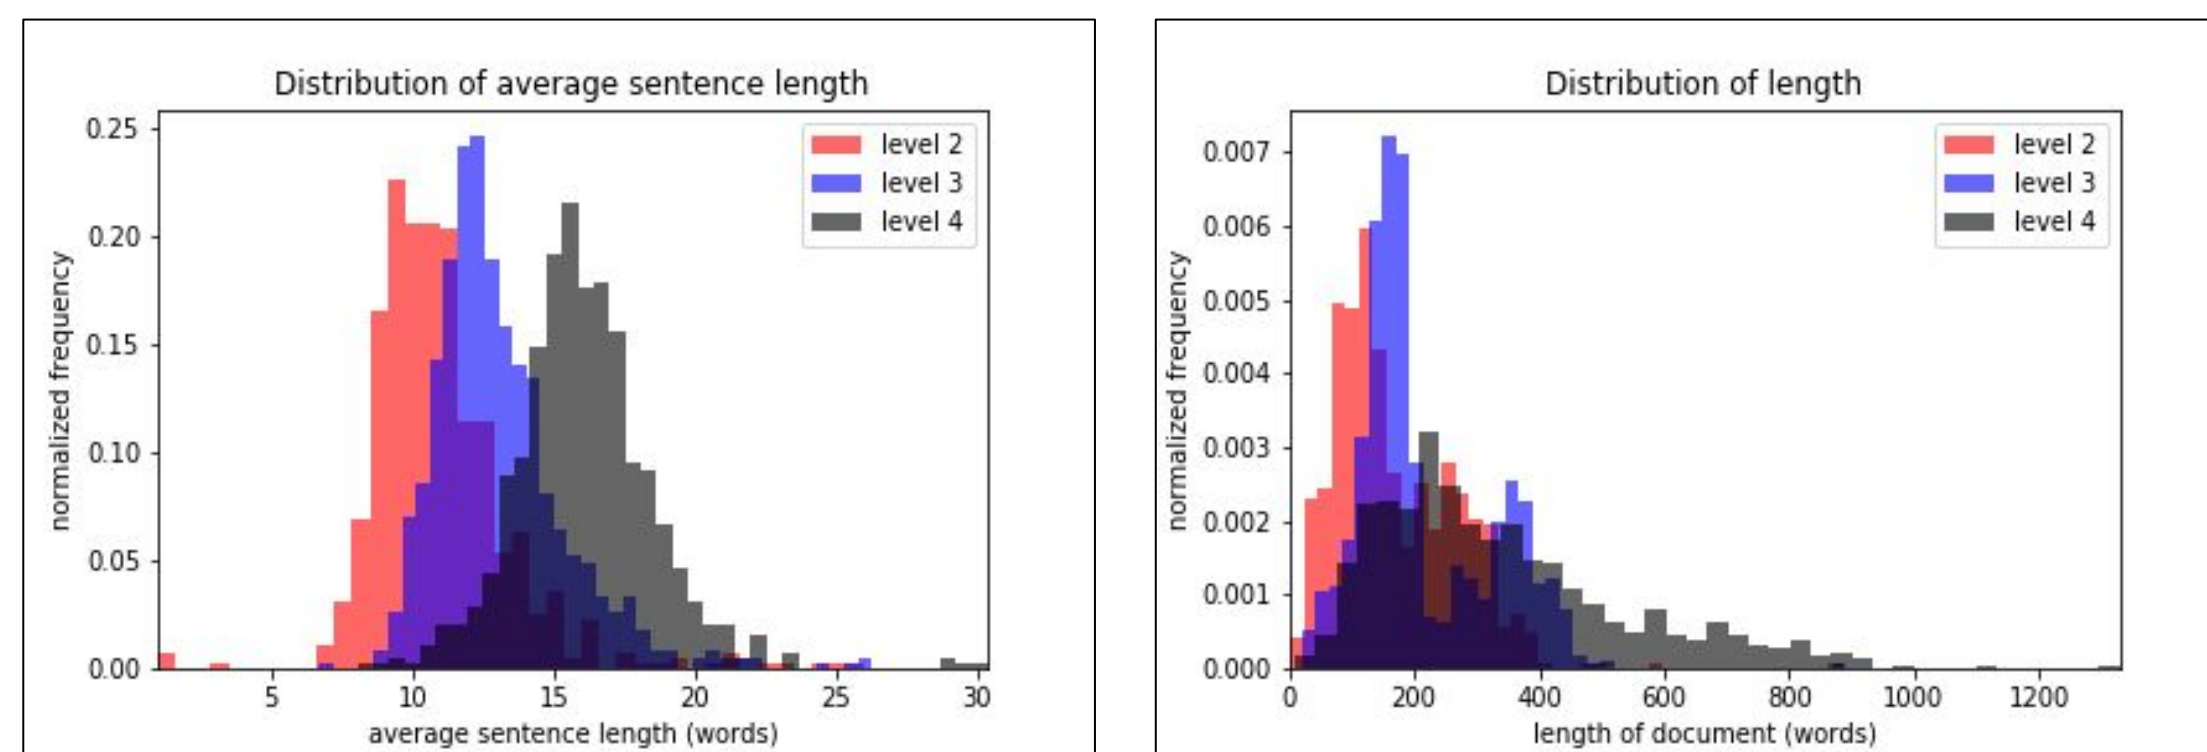 Distribution of average sentence length
0.25
0.20
0.15
0.10
0.05
0.00
normalized frequency
level 2
level 3
level 4
5 10 15 20 25 30
average sentence length (words)
Distribution of length
0.007
0.006
0.005
0.004
0.003
0.002
0.001
0.000
normalized frequency
level 2
level 3
level 4
0 200 400 600 800 1000 1200
length of document (words)